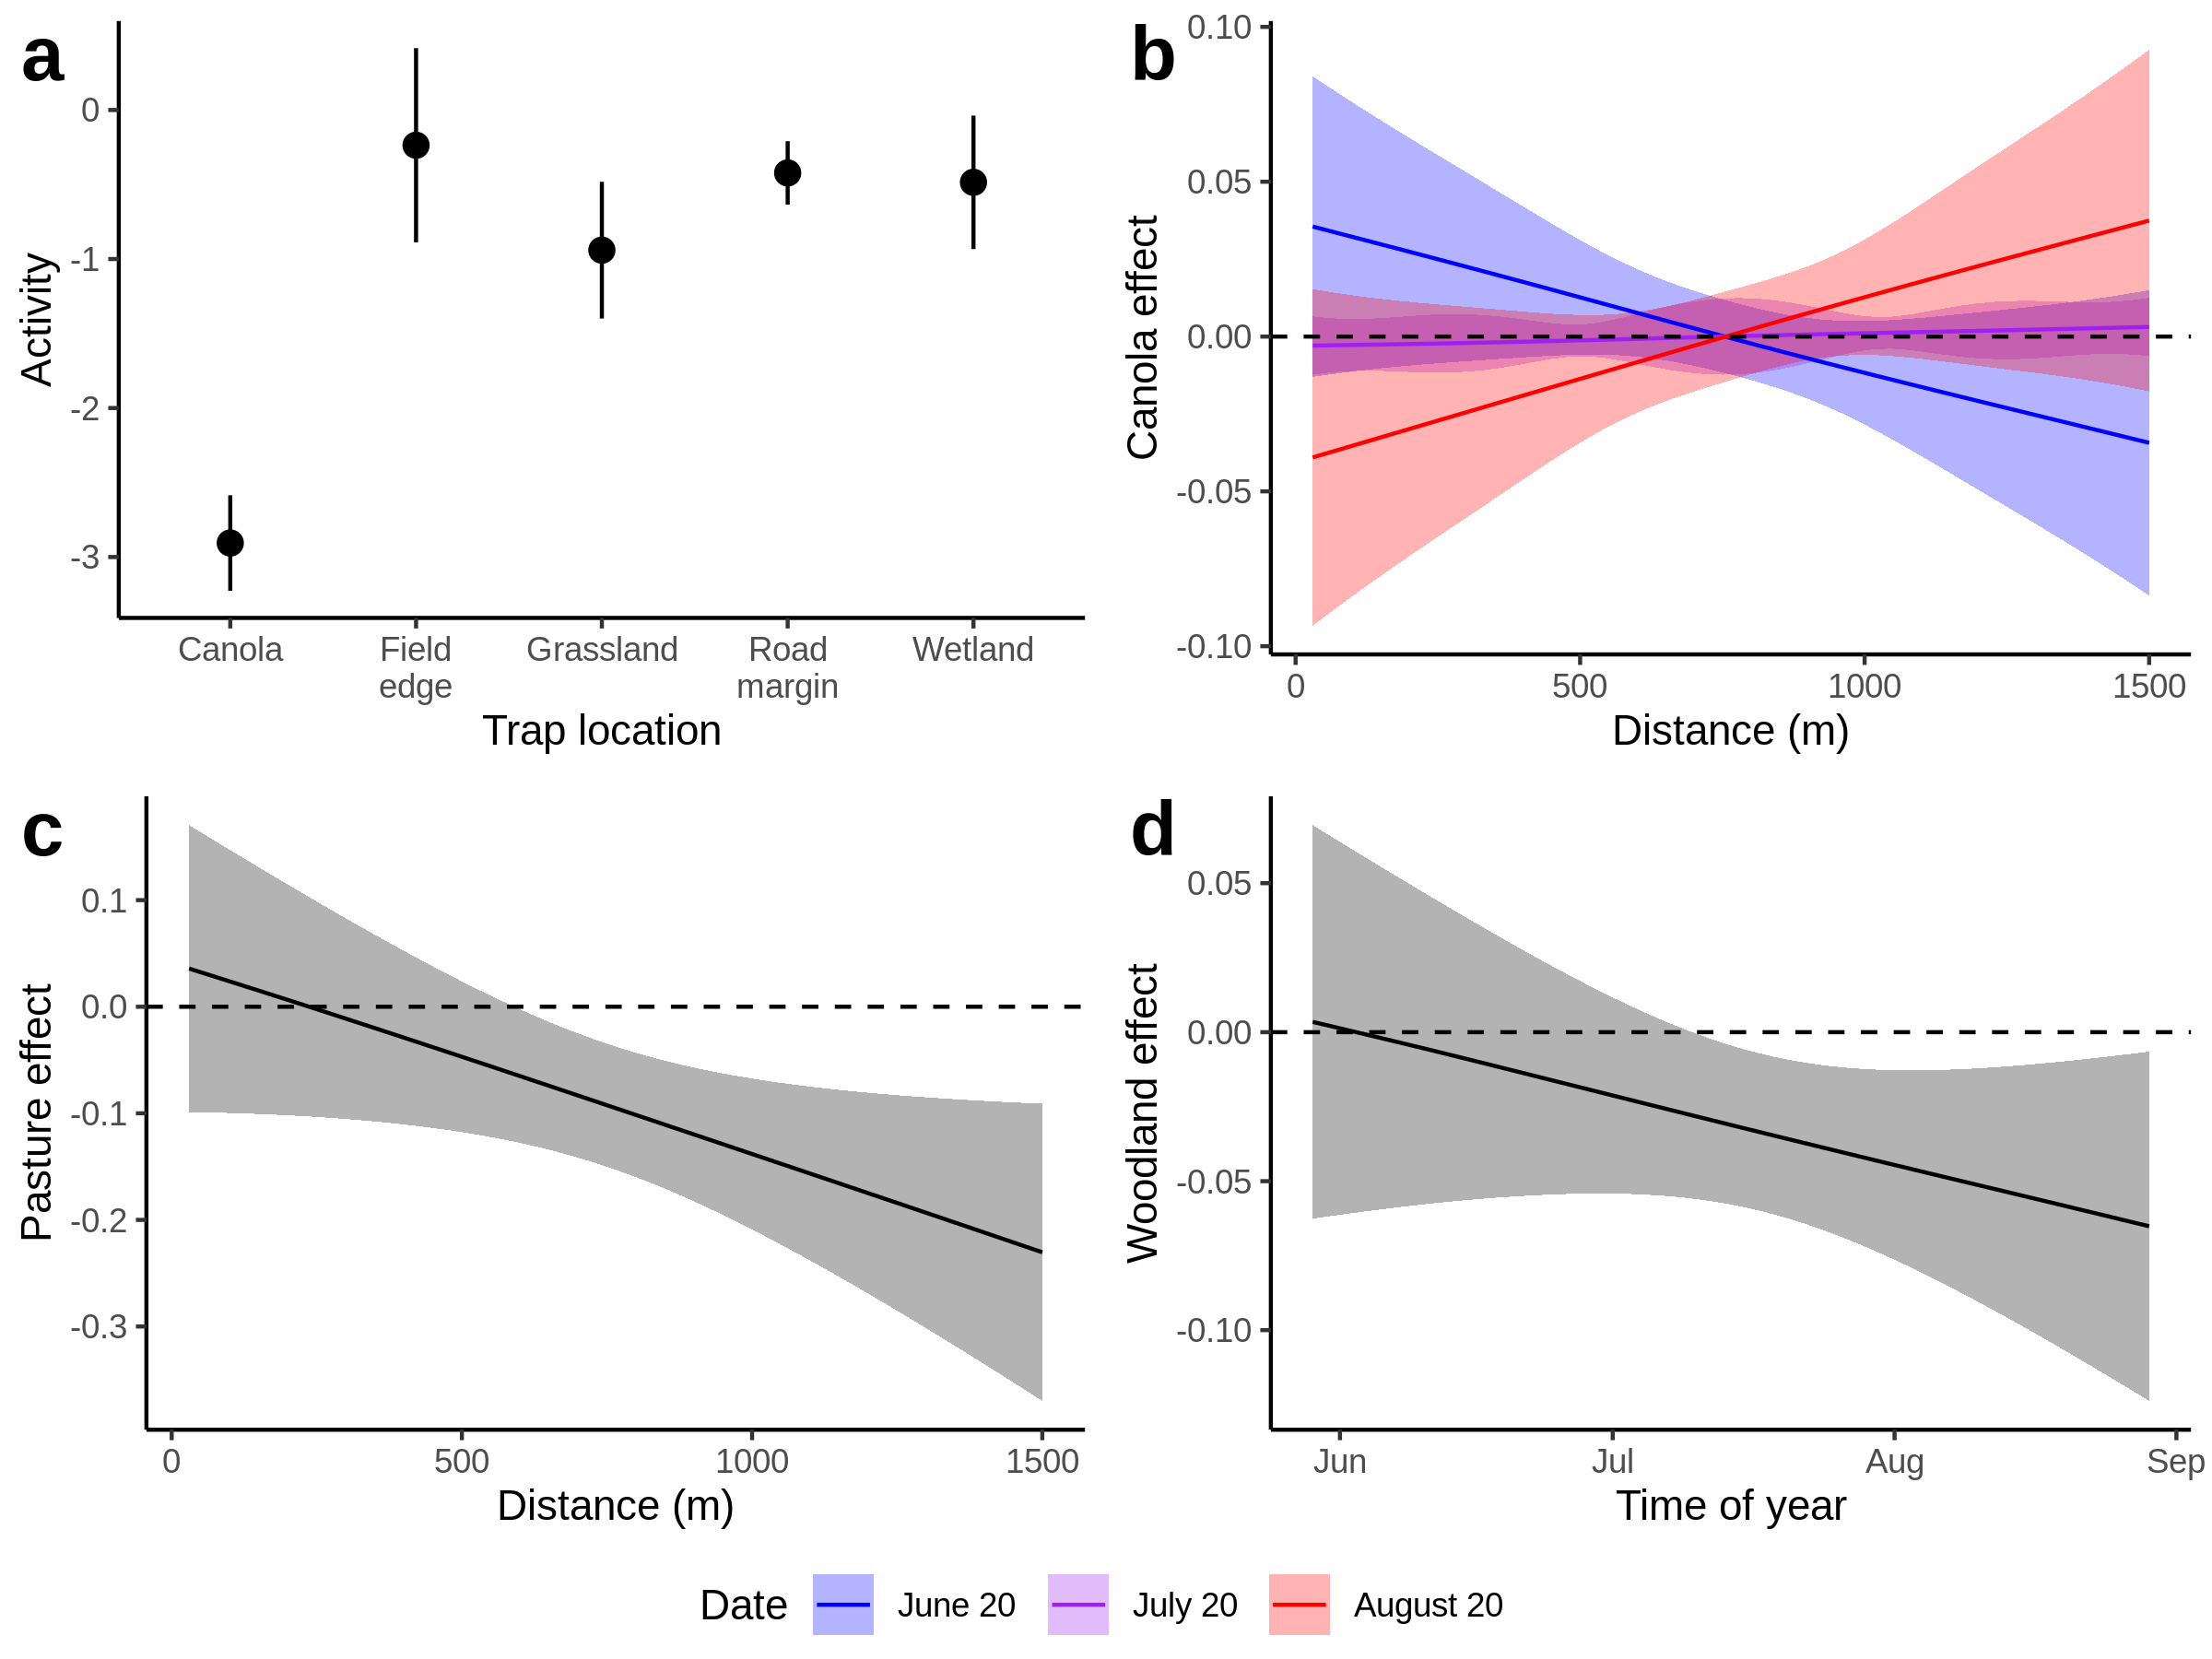 a
Activity
0
-1
-2
-3
Canola
Field
edge
Grassland
Road
margin
Wetland
Trap location
b
Canola effect
0.10
0.05
0.00
-0.05
-0.10
0
500
1000
1500
Distance (m)
c
Pasture effect
0.1
0.0
-0.1
-0.2
-0.3
0
500
1000
1500
Distance (m)
d
Woodland effect
0.05
0.00
-0.05
-0.10
Jun
Jul
Aug
Sep
Time of year
Date
June 20
July 20
August 20